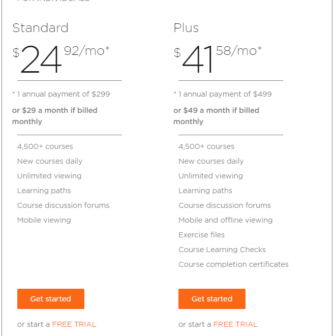 Standard
$24 92/mo*
* 1 annual payment of $299
or $29 a month if billed
monthly
4,500+ courses
New courses daily
Unlimited viewing
Learning paths
Course discussion forums
Mobile viewing
Get started
or start a FREE TRIAL
Plus
$41 58/mo*
* 1 annual payment of $499
or $49 a month if billed
monthly
4,500+ courses
New courses daily
Unlimited viewing
Learning paths
Course discussion forums
Mobile and offline viewing
Exercise files
Course Learning Checks
Course completion certificates
Get started
or start a FREE TRIAL